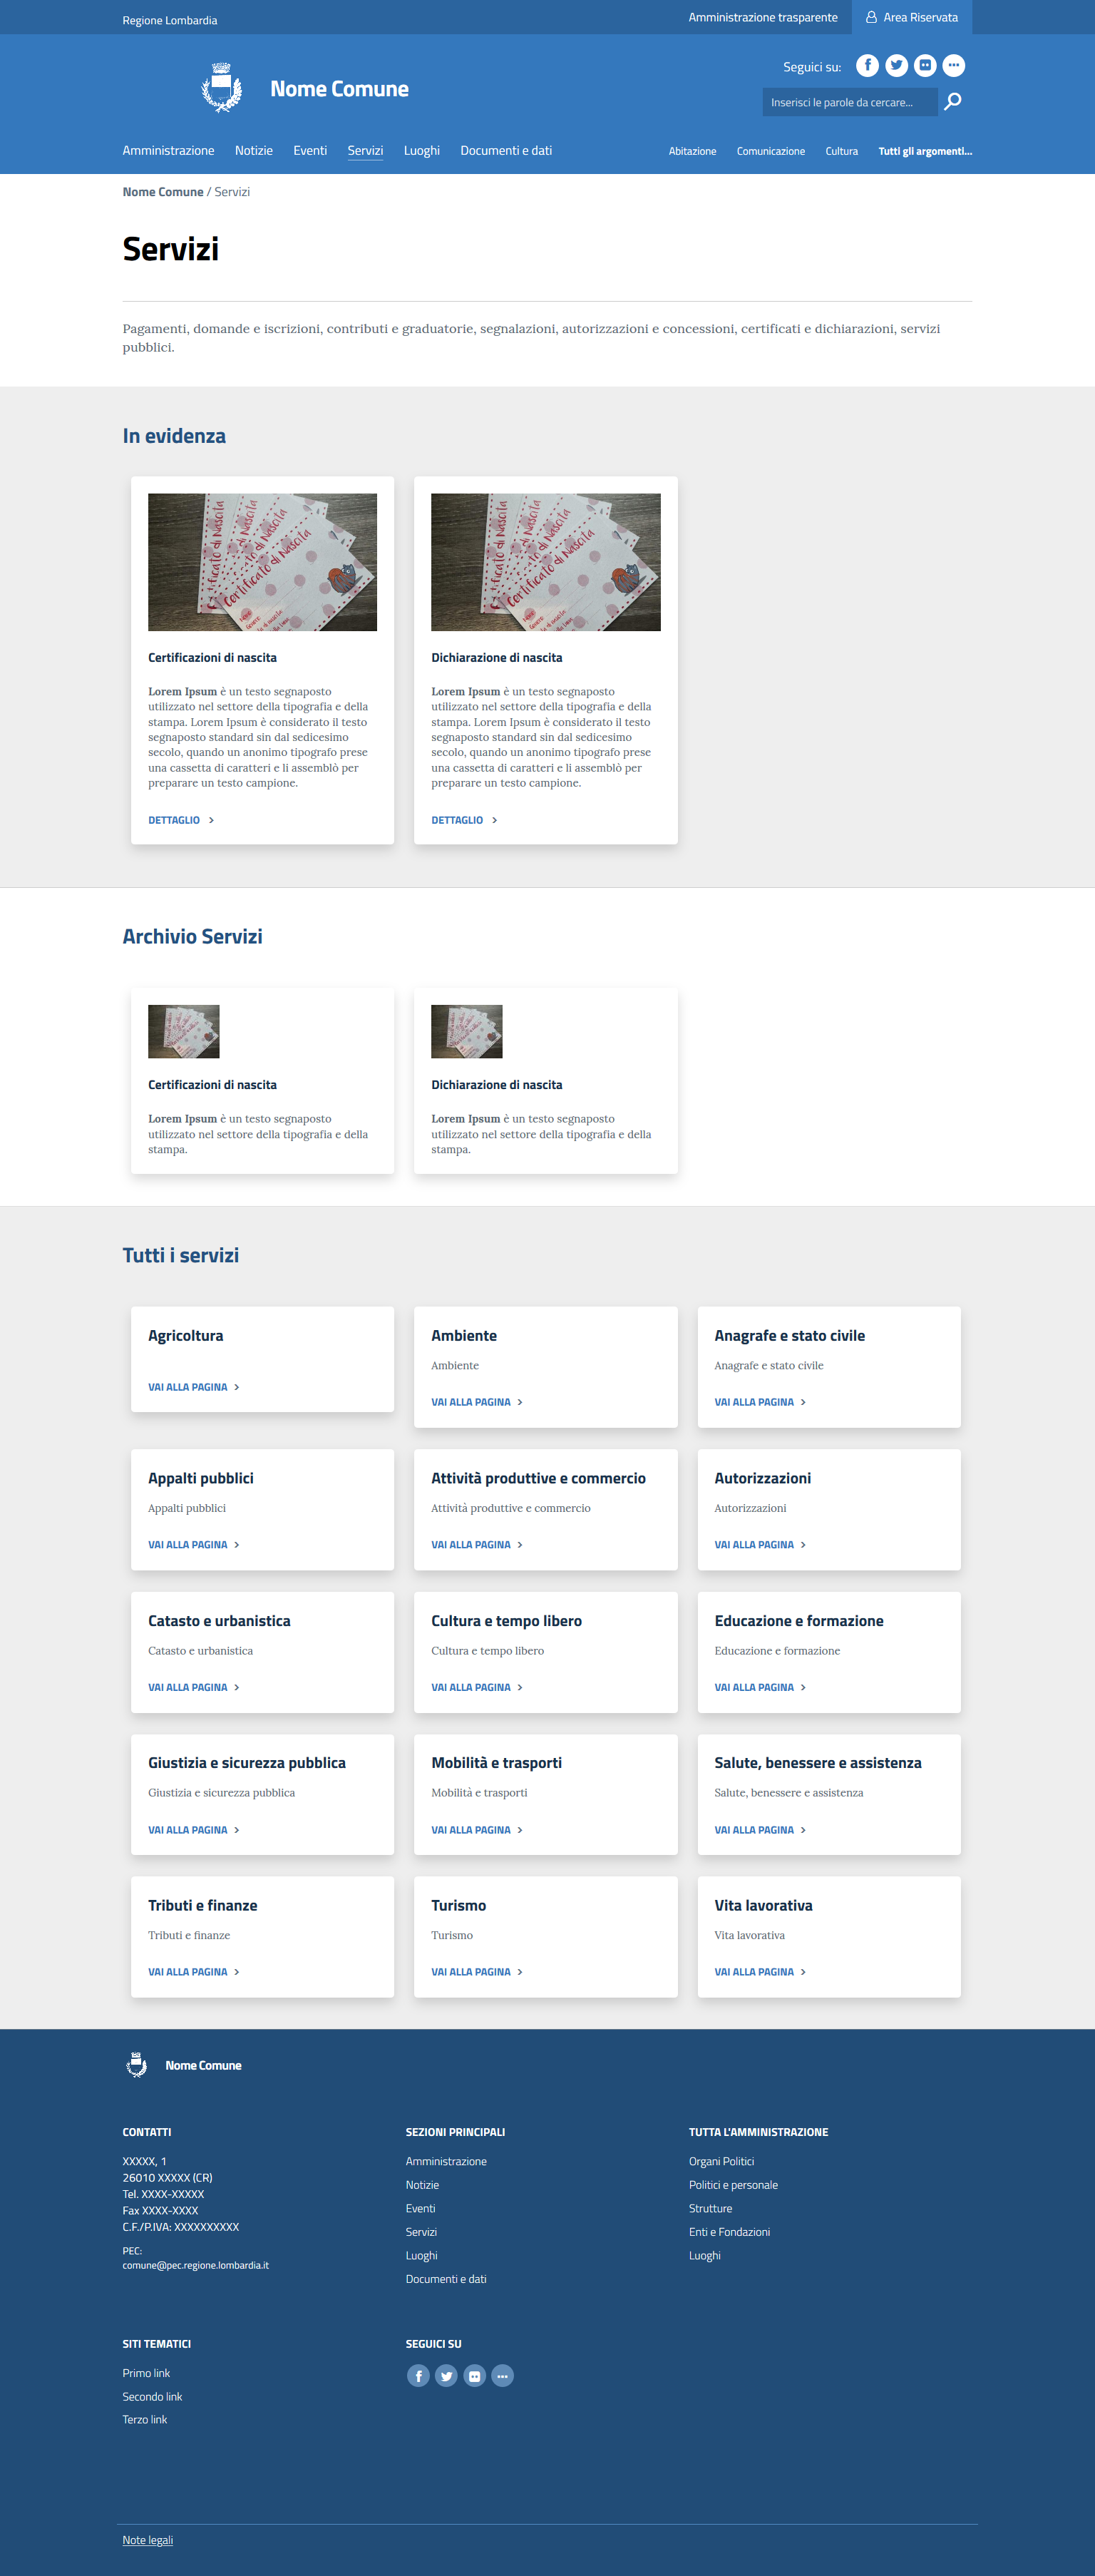 Regione Lombardia
Amministrazione trasparente
Area Riservata
Nome Comune
Seguici su:
Inserisci le parole da cercare...
Amministrazione Notizie Eventi Servizi Luoghi Documenti e dati
Abitazione Comunicazione Cultura Tutti gli argomenti...
Nome Comune / Servizi
Servizi
Pagamenti, domande e iscrizioni, contributi e graduatorie, segnalazioni, autorizzazioni e concessioni, certificati e dichiarazioni, servizi
pubblici.
In evidenza
Certificato di Nascita
Certificazioni di nascita
Lorem Ipsum è un testo segnaposto
utilizzato nel settore della tipografia e della
stampa. Lorem Ipsum è considerato il testo
segnaposto standard sin dal sedicesimo
secolo, quando un anonimo tipografo prese
una cassetta di caratteri e li assemblò per
preparare un testo campione.
DETTAGLIO
Certificato di Nascita
Dichiarazione di nascita
Lorem Ipsum è un testo segnaposto
utilizzato nel settore della tipografia e della
stampa. Lorem Ipsum è considerato il testo
segnaposto standard sin dal sedicesimo
secolo, quando un anonimo tipografo prese
una cassetta di caratteri e li assemblò per
preparare un testo campione.
DETTAGLIO
Archivio Servizi
Certificazioni di nascita
Lorem Ipsum è un testo segnaposto
utilizzato nel settore della tipografia e della
stampa.
Dichiarazione di nascita
Lorem Ipsum è un testo segnaposto
utilizzato nel settore della tipografia e della
stampa.
Tutti i servizi
Agricoltura
VAI ALLA PAGINA
Ambiente
Ambiente
VAI ALLA PAGINA
Anagrafe e stato civile
Anagrafe e stato civile
VAI ALLA PAGINA
Appalti pubblici
Appalti pubblici
VAI ALLA PAGINA
Attività produttive e commercio
Attività produttive e commercio
VAI ALLA PAGINA
Autorizzazioni
Autorizzazioni
VAI ALLA PAGINA
Catasto e urbanistica
Catasto e urbanistica
VAI ALLA PAGINA
Cultura e tempo libero
Cultura e tempo libero
VAI ALLA PAGINA
Educazione e formazione
Educazione e formazione
VAI ALLA PAGINA
Giustizia e sicurezza pubblica
Giustizia e sicurezza pubblica
VAI ALLA PAGINA
Mobilità e trasporti
Mobilità e trasporti
VAI ALLA PAGINA
Salute, benessere e assistenza
Salute, benessere e assistenza
VAI ALLA PAGINA
Tributi e finanze
Tributi e finanze
VAI ALLA PAGINA
Turismo
Turismo
VAI ALLA PAGINA
Vita lavorativa
Vita lavorativa
VAI ALLA PAGINA
Nome Comune
CONTATTI
XXXXX, 1
26010 XXXXX (CR)
Tel. XXXX-XXXXX
Fax XXXX-XXXX
C.F./P.IVA: XXXXXXXXXX
PEC:
comune@pec.regione.lombardia.it
SEZIONI PRINCIPALI
Amministrazione
Notizie
Eventi
Servizi
Luoghi
Documenti e dati
TUTTA L'AMMINISTRAZIONE
Organi Politici
Politici e personale
Strutture
Enti e Fondazioni
Luoghi
SITI TEMATICI
Primo link
Secondo link
Terzo link
SEGUICI SU
Note legali